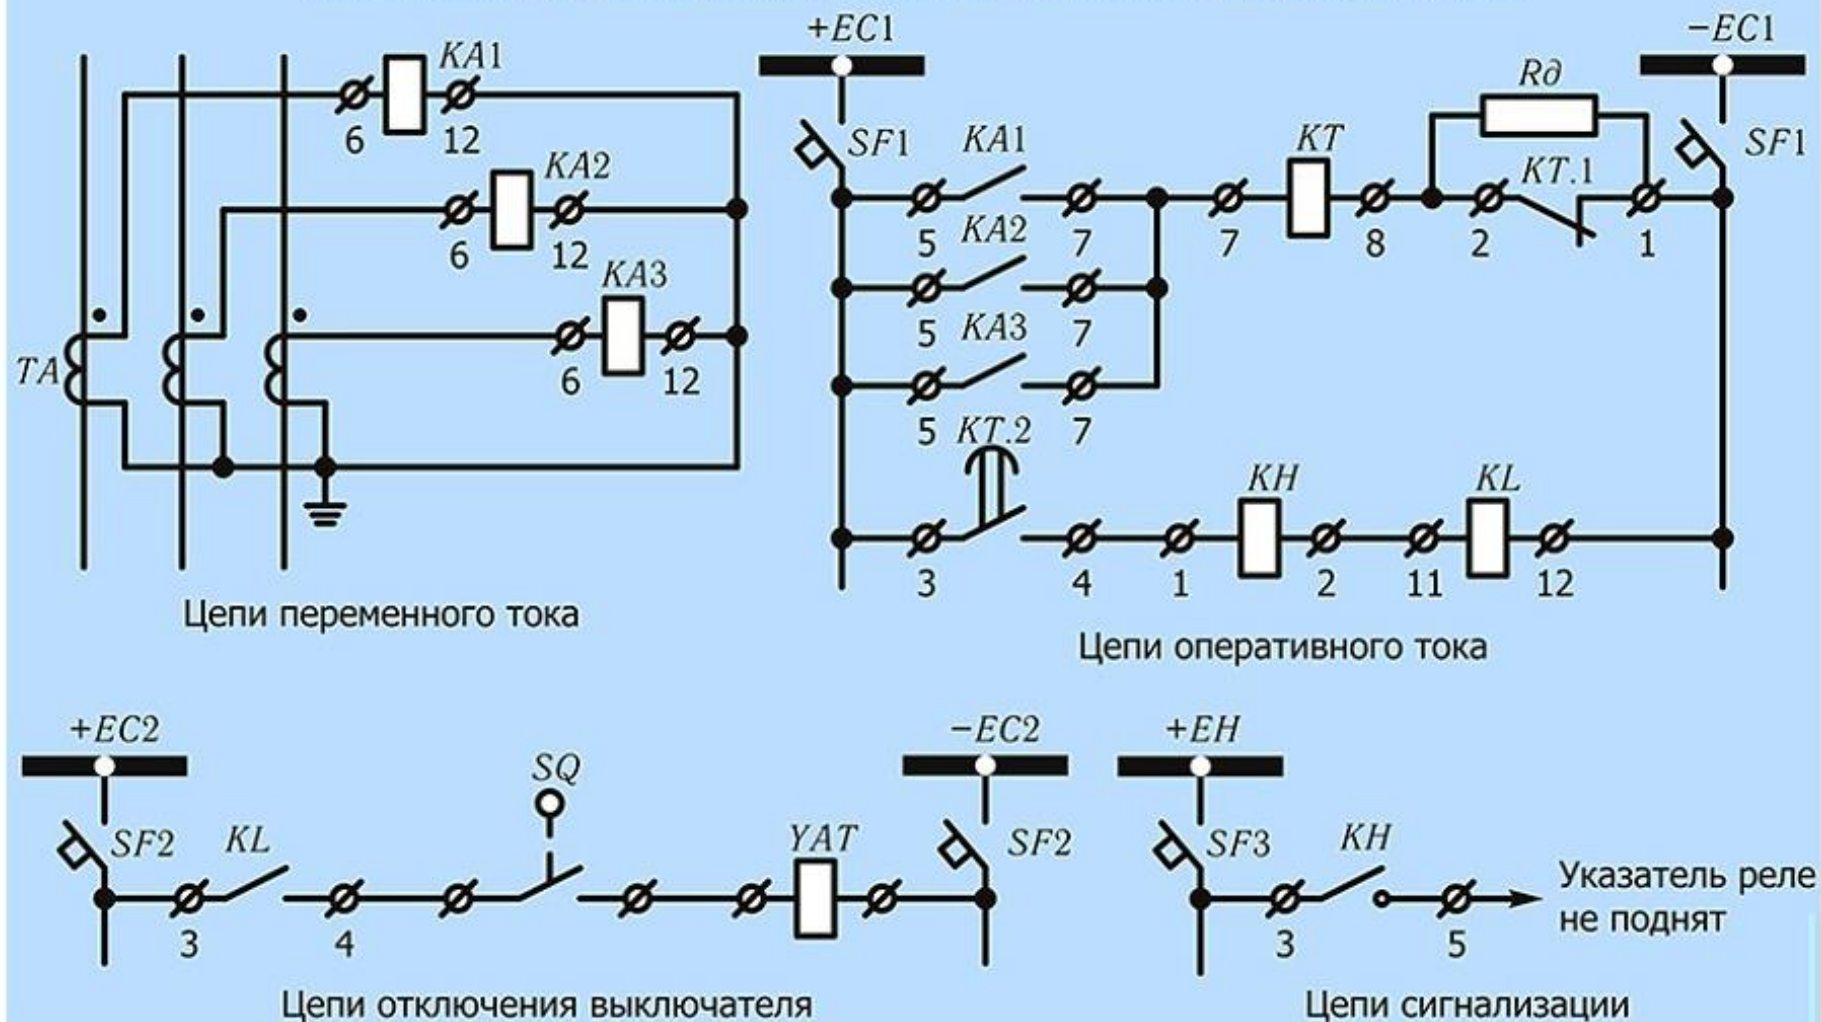 KA1
6
12
KA2
6
12
KA3
6
12
TA
Цепи переменного тока
+EC1
−EC1
SF1
KA1
KT
Rд
KT.1
SF1
5
7
7
8
2
1
KA2
5
7
KA3
5
7
KT.2
KH
KL
3
4
1
2
11
12
Цепи оперативного тока
+EC2
−EC2
SQ
SF2
KL
YAT
SF2
3
4
Цепи отключения выключателя
+EH
SF3
KH
3
5
Указатель реле
не поднят
Цепи сигнализации